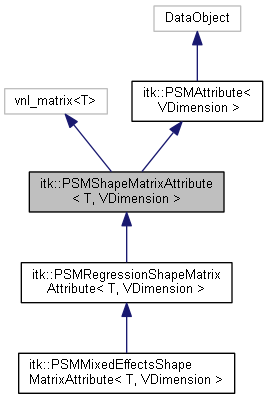 DataObject
vnl_matrix<T>
itk::PSMAttribute<
VDimension >
itk::PSMShapeMatrixAttribute
< T, VDimension >
itk::PSMRegressionShapeMatrix
Attribute< T, VDimension >
itk::PSMMixedEffectsShape
MatrixAttribute< T, VDimension >